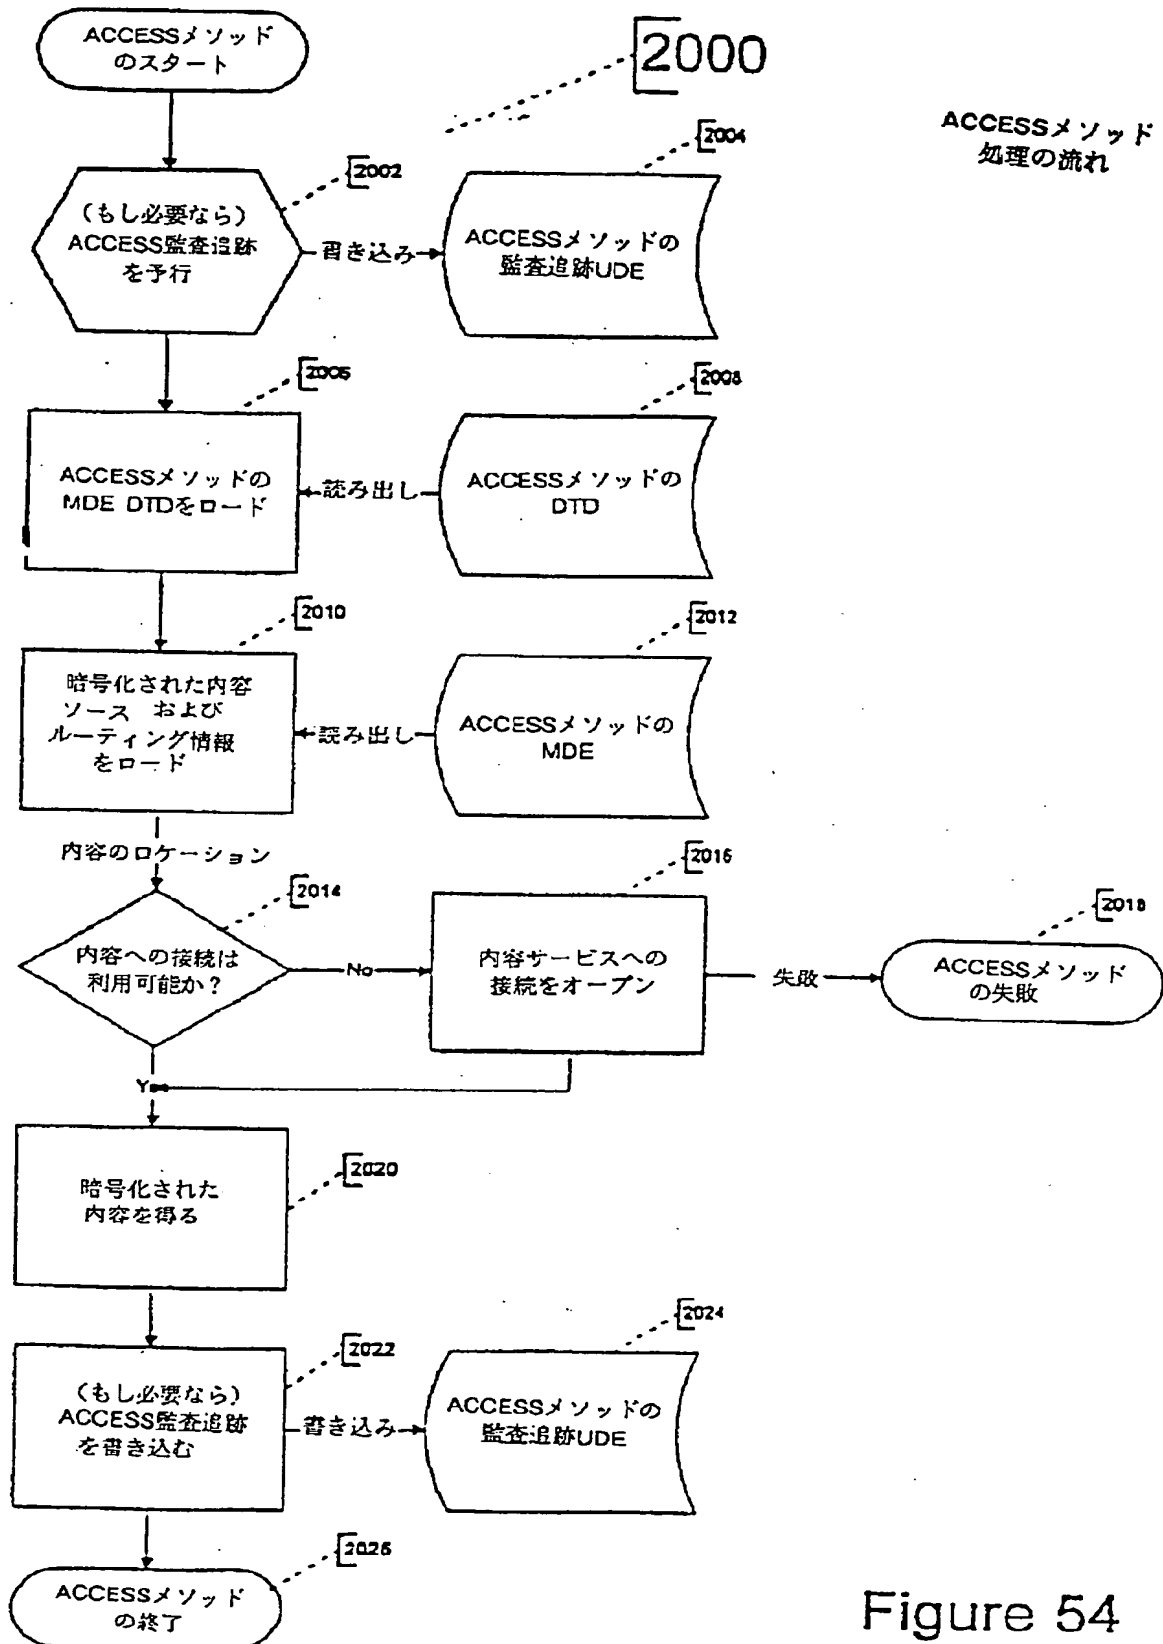 ACCESSメソッド
のスタート
2000
ACCESSメソッド
処理の流れ
2002
2004
(もし必要なら)
ACCESS監査追跡
を予行
書き込み
ACCESSメソッドの
監査追跡UDE
2006
2008
ACCESSメソッドの
MDE DTDをロード
読み出し
ACCESSメソッドの
DTD
2010
2012
暗号化された内容
ソース および
ルーティング情報
をロード
読み出し
ACCESSメソッドの
MDE
内容のロケーション
2014
2016
2018
内容への接続は
利用可能か?
No
内容サービスへの
接続をオープン
失敗
ACCESSメソッド
の失敗
Y
2020
暗号化された
内容を得る
2022
2024
(もし必要なら)
ACCESS監査追跡
を書き込む
書き込み
ACCESSメソッドの
監査追跡UDE
2026
ACCESSメソッド
の終了
Figure 54